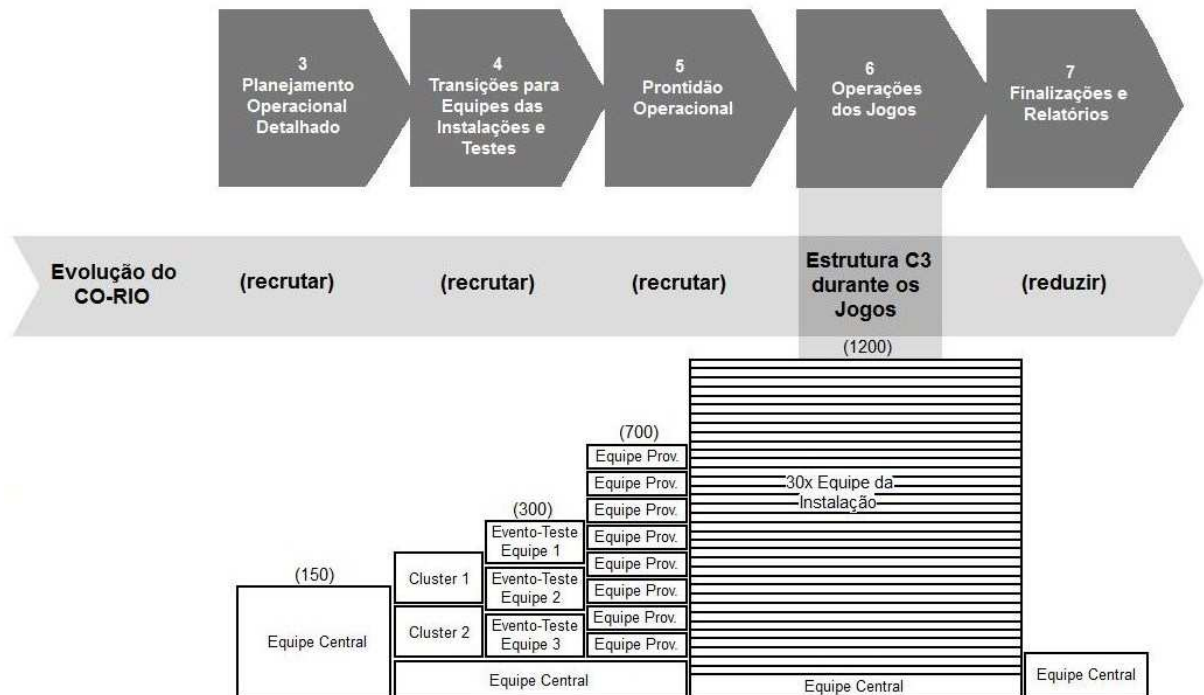 3
Planejamento
Operacional
Detalhado
4
Transições para
Equipes das
Instalações e
Testes
5
Prontidão
Operacional
6
Operações
dos Jogos
7
Finalizações e
Relatórios
Evolução do
CO-RIO
(recrutar)
(recrutar)
(recrutar)
Estrutura C3
durante os
Jogos
(reduzir)
(1200)
(700)
Equipe Prov.
Equipe Prov.
Equipe Prov.
Equipe Prov.
Equipe Prov.
Equipe Prov.
Equipe Prov.
Equipe Prov.
30x Equipe da
Instalação
(300)
Evento-Teste
Equipe 1
Evento-Teste
Equipe 2
Evento-Teste
Equipe 3
(150)
Equipe Central
Cluster 1
Cluster 2
Equipe Central
Equipe Central
Equipe Central